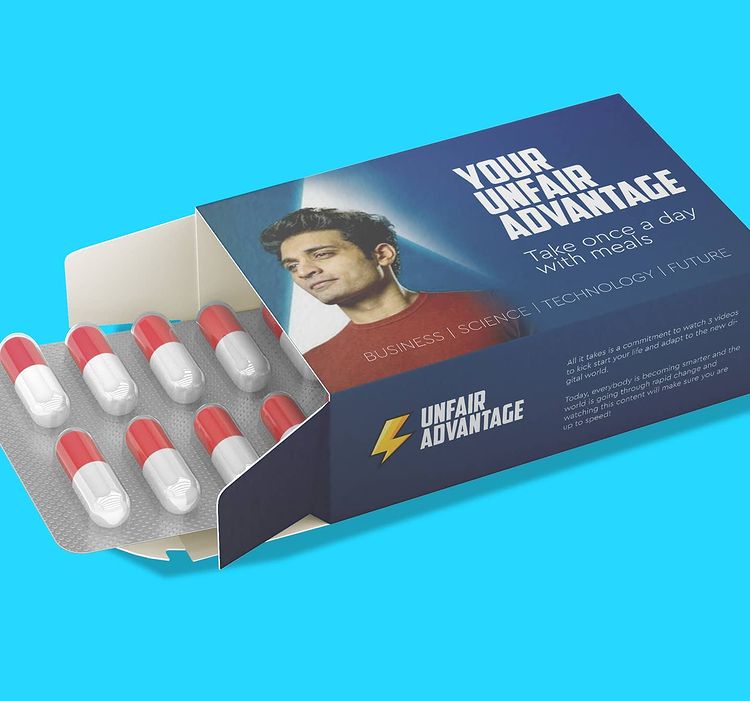 YOUR
UNFAIR
ADVANTAGE
Take once a day
with meals
BUSINESS | SCIENCE | TECHNOLOGY | FUTURE
UNFAIR
ADVANTAGE
All it takes is a commitment to watch 3 videos
to kick start your life and adapt to the new di-
gital world.
Today, everybody is becoming smarter and the
world is going through rapid change and
watching this content will make sure you are
up to speed!